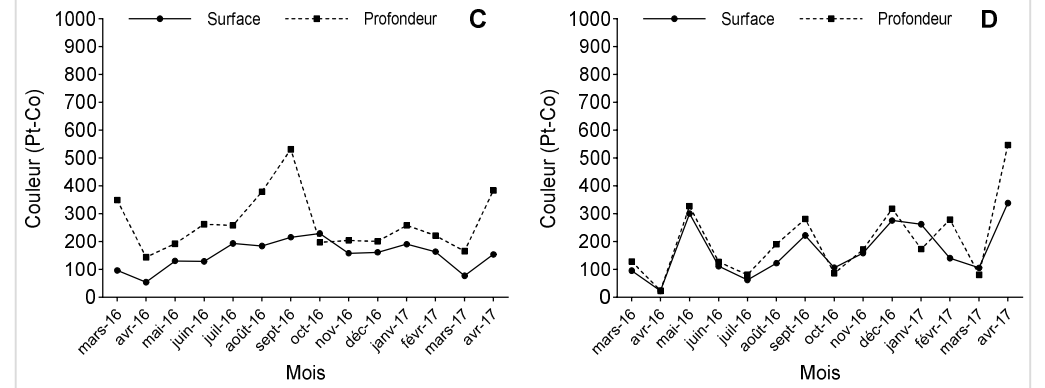 Surface Profondeur C
1000
900
800
700
600
500
400
300
200
100
0
Couleur (Pt-Co)
mars-16 avr-16 mai-16 juin-16 juil-16 août-16 sept-16 oct-16 nov-16 déc-16 janv-17 févr-17 mars-17 avr-17
Mois
Surface Profondeur D
1000
900
800
700
600
500
400
300
200
100
0
Couleur (Pt-Co)
mars-16 avr-16 mai-16 juin-16 juil-16 août-16 sept-16 oct-16 nov-16 déc-16 janv-17 févr-17 mars-17 avr-17
Mois